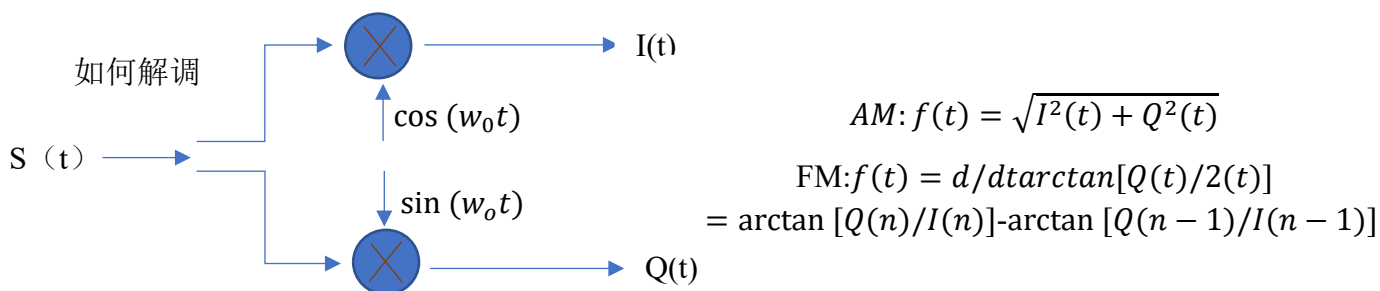 I(t)
如何解调
cos (w₀t)
S（t）
sin (wₒt)
Q(t)
AM: f(t) = √(I²(t) + Q²(t))
FM:f(t) = d/dtarctan[Q(t)/2(t)]
= arctan [Q(n)/I(n)]-arctan [Q(n − 1)/I(n − 1)]